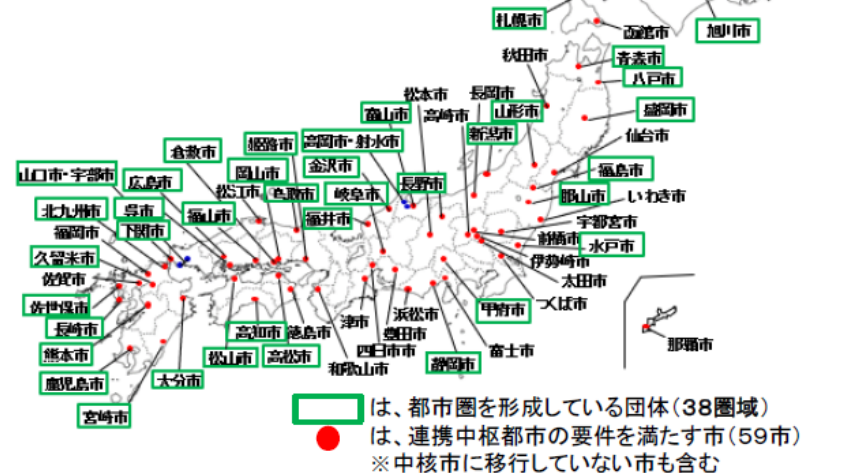 札幌市
函館市
旭川市
秋田市
青森市
八戸市
松本市
長岡市
富山市
高崎市
山形市
盛岡市
新潟市
仙台市
倉敷市
姫路市
高岡市・射水市
山口市・宇部市
広島市
岡山市
金沢市
長野市
福島市
松江市
鳥取市
岐阜市
郡山市
いわき市
北九州市
呉市
福山市
福井市
宇都宮市
福岡市
下関市
前橋市
水戸市
久留米市
伊勢崎市
佐賀市
太田市
佐世保市
甲府市
つくば市
長崎市
高知市
徳島市
津市
浜松市
豊田市
熊本市
松山市
高松市
四日市市
静岡市
富士市
那覇市
和歌山市
鹿児島市
大分市
宮崎市
は、都市圏を形成している団体(38圏域)
は、連携中枢都市の要件を満たす市(59市)
※中核市に移行していない市も含む